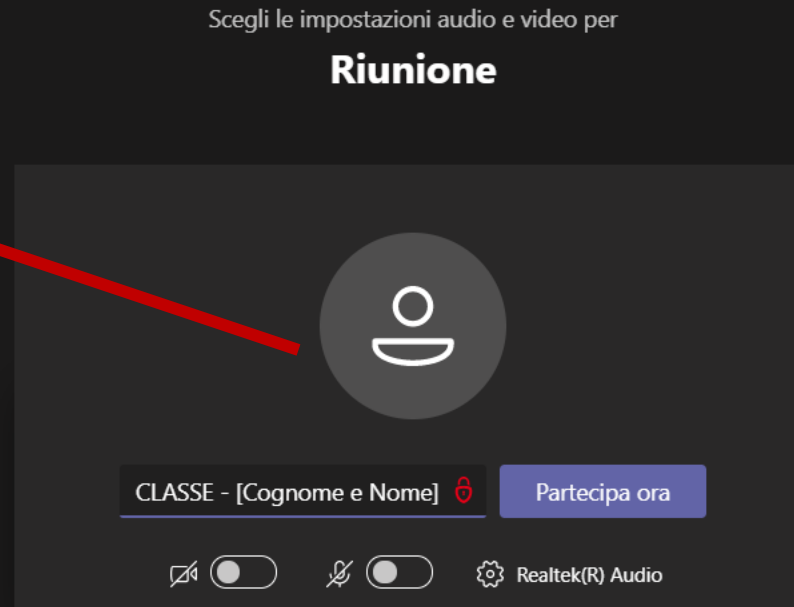 Scegli le impostazioni audio e video per
Riunione
CLASSE - [Cognome e Nome]
Partecipa ora
Realtek(R) Audio